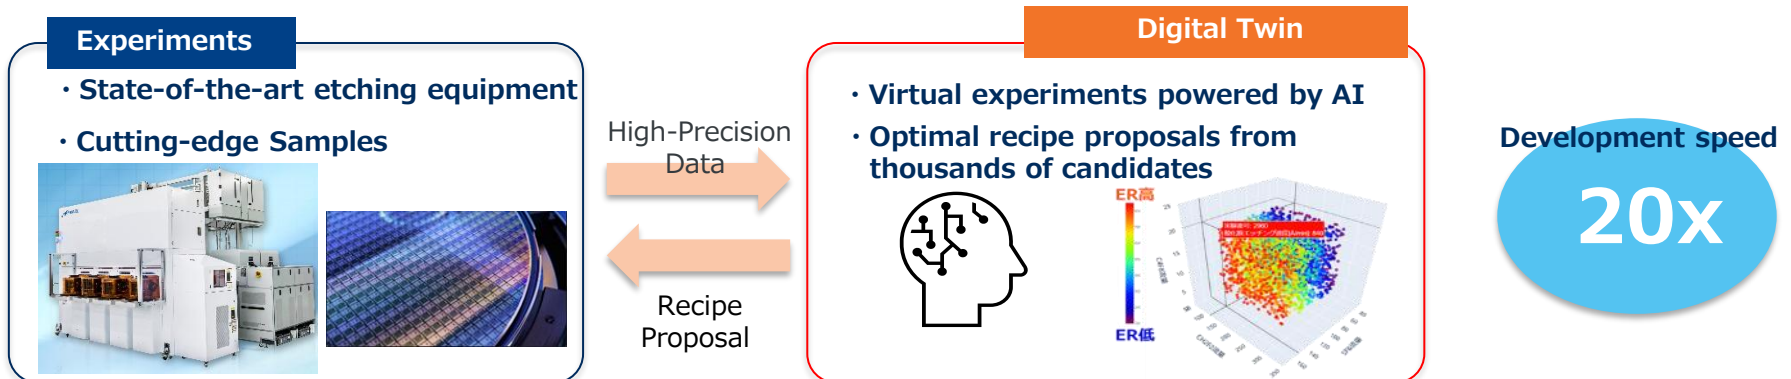 Experiments
・State-of-the-art etching equipment
・Cutting-edge Samples
High-Precision
Data
Recipe
Proposal
Digital Twin
・Virtual experiments powered by AI
・Optimal recipe proposals from
thousands of candidates
ER高
ER低
Development speed
20x